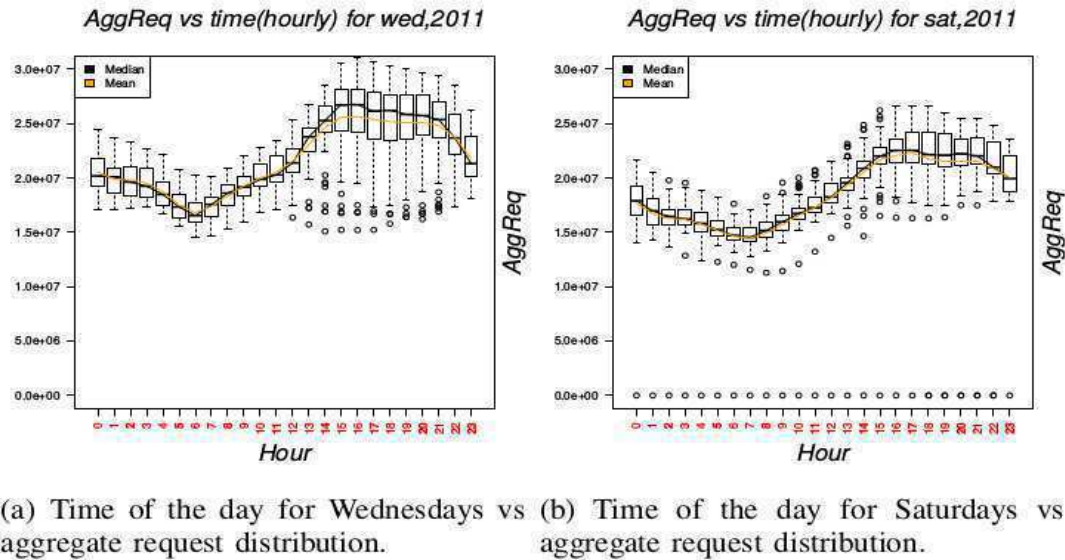 AggReq vs time(hourly) for wed,2011
AggReq vs time(hourly) for sat,2011
Median
Mean
3.0e+07
2.5e+07
2.0e+07
1.5e+07
1.0e+07
5.0e+06
0.0e+00
0 1 2 3 4 5 6 7 8 9 10 11 12 13 14 15 16 17 18 19 20 21 22 23
Hour
AggReq
Median
Mean
3.0e+07
2.5e+07
2.0e+07
1.5e+07
1.0e+07
5.0e+06
0.0e+00
0 1 2 3 4 5 6 7 8 9 10 11 12 13 14 15 16 17 18 19 20 21 22 23
Hour
AggReq
(a) Time of the day for Wednesdays vs
aggregate request distribution.
(b) Time of the day for Saturdays vs
aggregate request distribution.